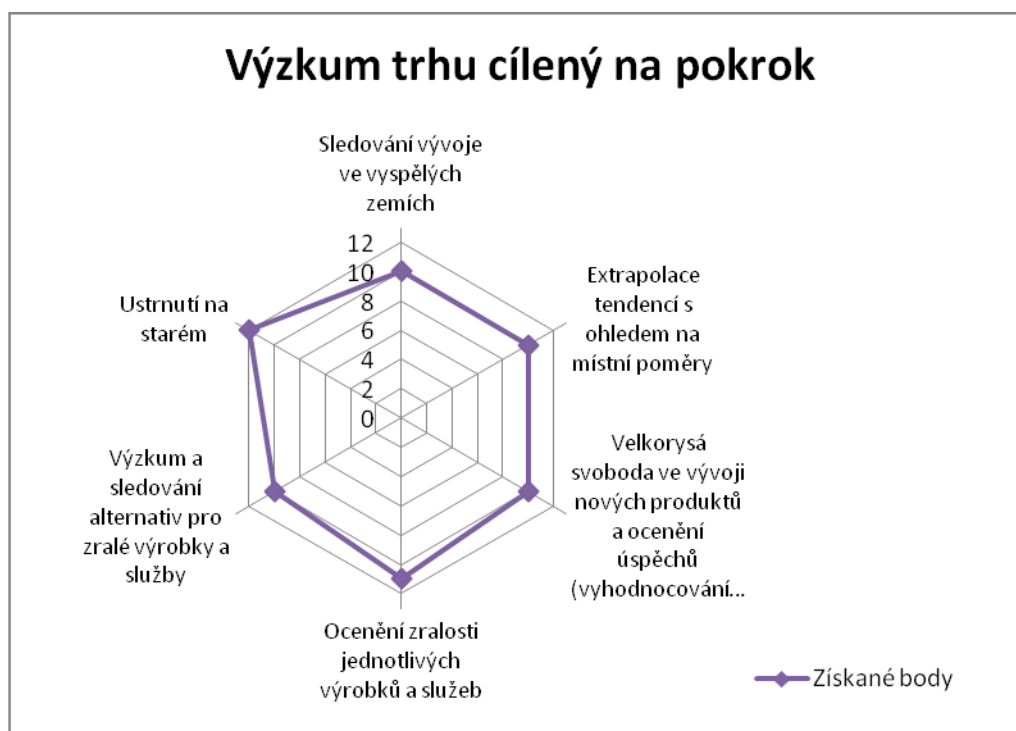 Výzkum trhu cílený na pokrok
Sledování vývoje
ve vyspělých
zemích
Extrapolace
tendencí s
ohledem na
místní poměry
Velkorysá
svoboda ve vývoji
nových produktů
a ocenění
úspěchů
(vyhodnocování...
Ocenění zralosti
jednotlivých
výrobků a služeb
Výzkum a
sledování
alternativ pro
zralé výrobky a
služby
Ustrnutí na
starém
12
10
8
6
4
2
0
Získané body